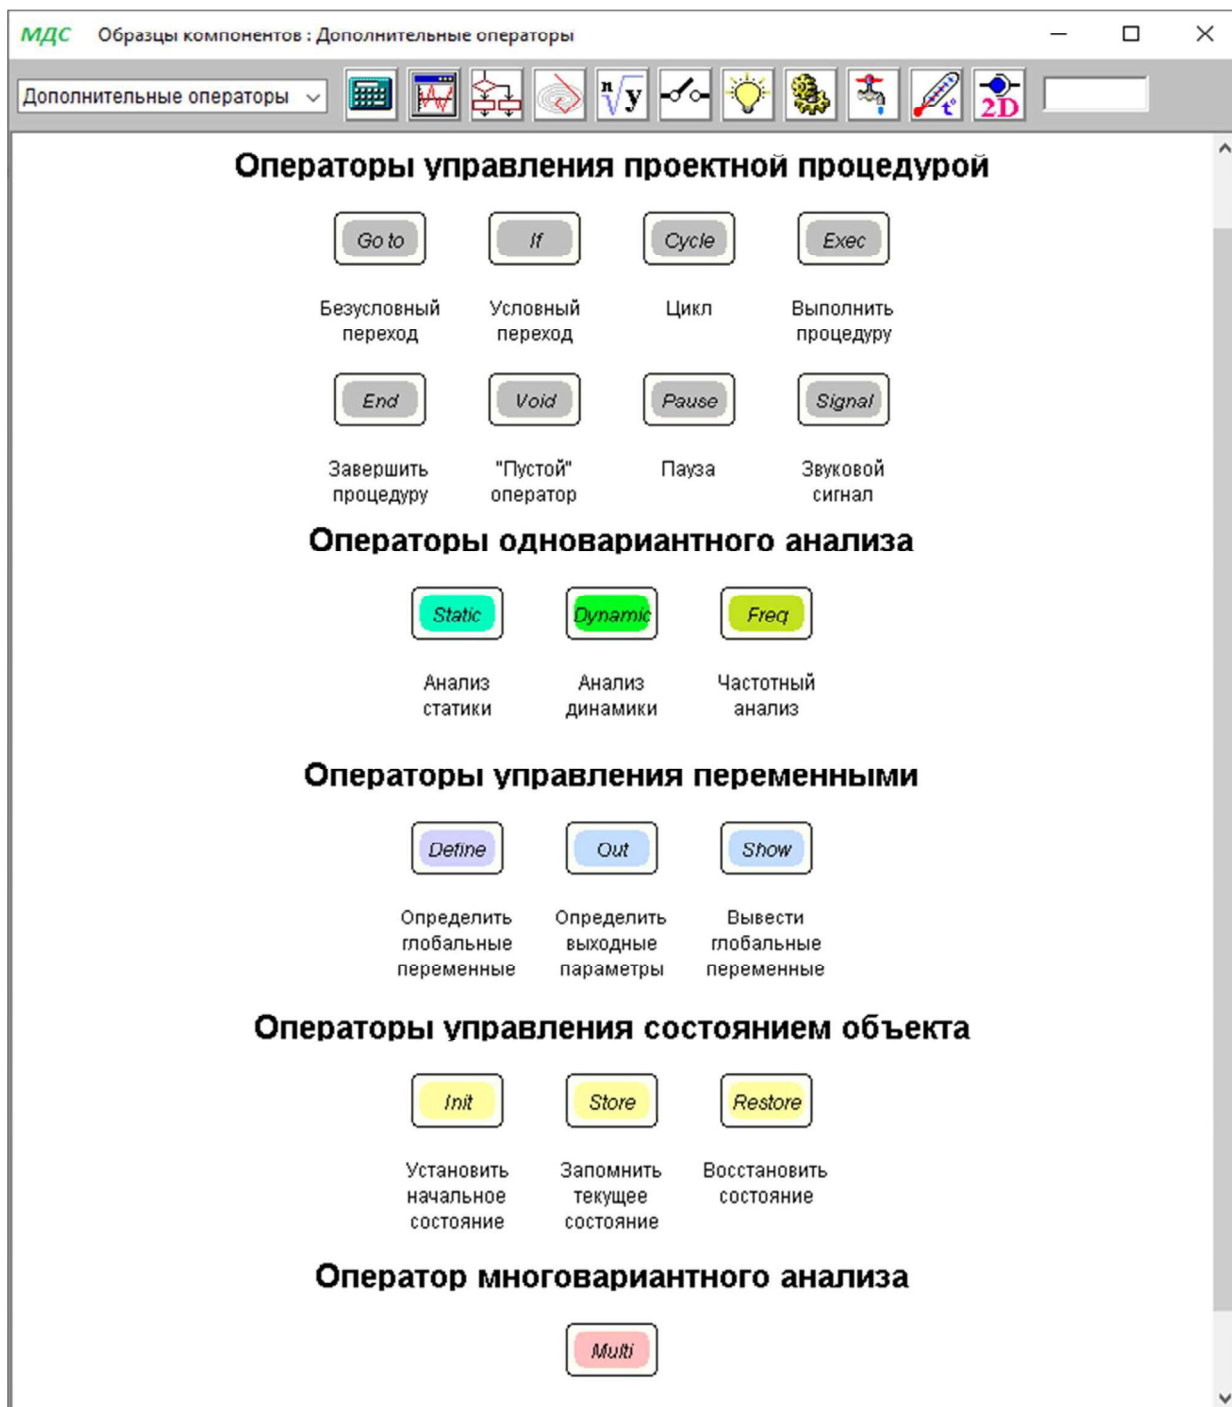 МДС Образцы компонентов : Дополнительные операторы
Дополнительные операторы n√y t° 2D
Операторы управления проектной процедурой
Go to If Cycle Exec
Безусловный Условный Цикл Выполнить
переход переход процедуру
End Void Pause Signal
Завершить "Пустой" Пауза Звуковой
процедуру оператор сигнал
Операторы одновариантного анализа
Static Dynamic Freq
Анализ Анализ Частотный
статики динамики анализ
Операторы управления переменными
Define Out Show
Определить Определить Вывести
глобальные выходные глобальные
переменные параметры переменные
Операторы управления состоянием объекта
Init Store Restore
Установить Запомнить Восстановить
начальное текущее состояние
состояние состояние
Оператор многовариантного анализа
Multi